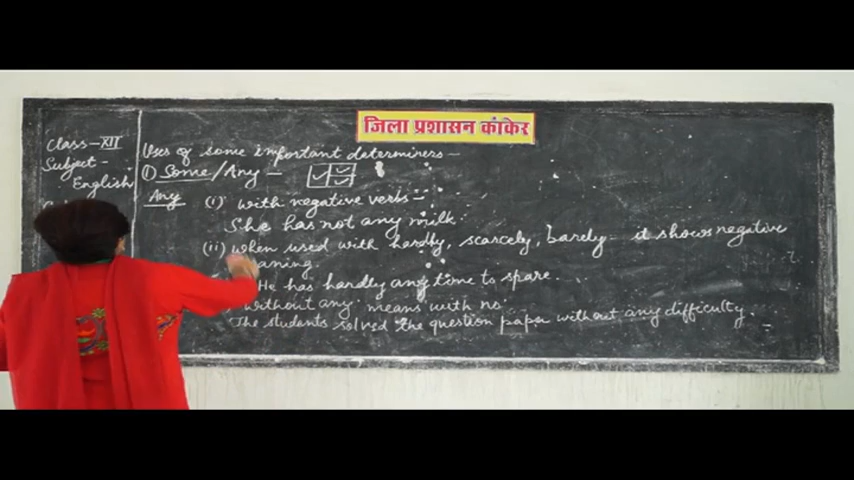 जिला प्रशासन कांकेर
Class-XII
Subject-
English
Uses of some important determiners-
(1) Some/Any -
Any (i) with negative verbs-
She has not any milk.
(ii) when used with hardly, scarcely, barely it shows negative
He has hardly any time to spare.
without any means with no.
The students solved the question paper without any difficulty.